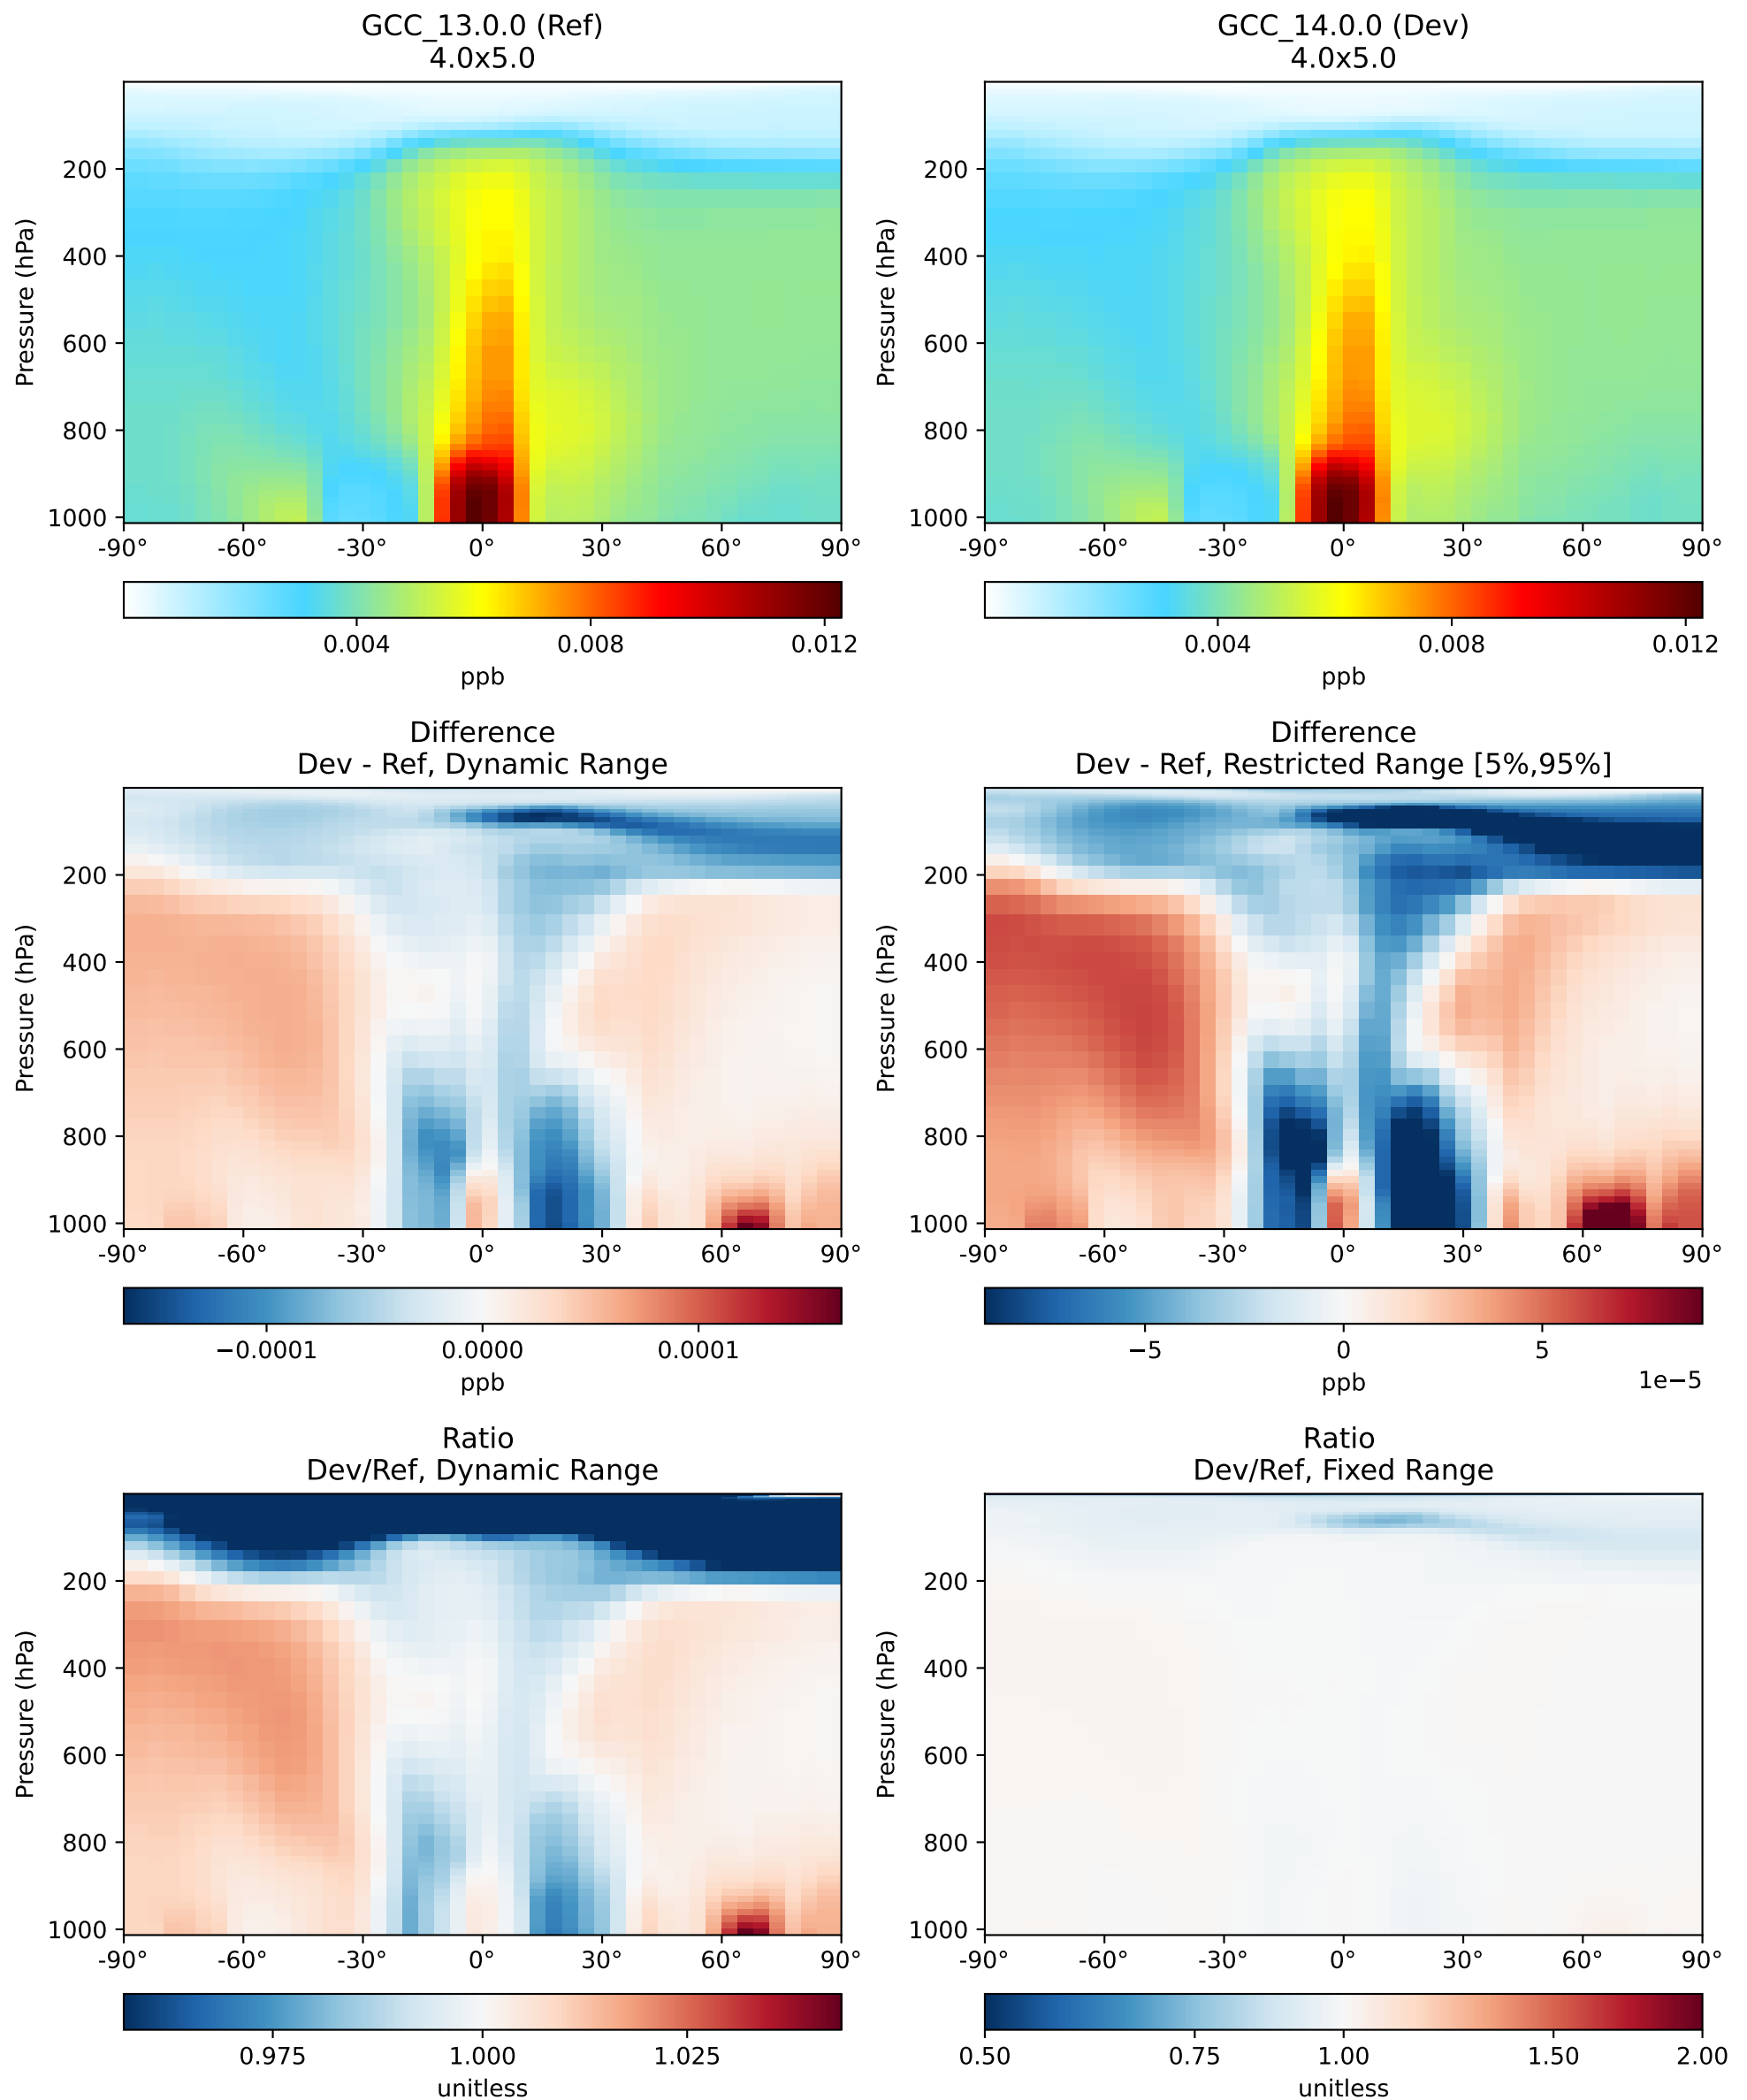 GCC_13.0.0 (Ref)
4.0x5.0
Pressure (hPa)
200
400
600
800
1000
-90° -60° -30° 0° 30° 60° 90°
0.004 0.008 0.012
ppb
GCC_14.0.0 (Dev)
4.0x5.0
Pressure (hPa)
200
400
600
800
1000
-90° -60° -30° 0° 30° 60° 90°
0.004 0.008 0.012
ppb
Difference
Dev - Ref, Dynamic Range
Pressure (hPa)
200
400
600
800
1000
-90° -60° -30° 0° 30° 60° 90°
−0.0001 0.0000 0.0001
ppb
Difference
Dev - Ref, Restricted Range [5%,95%]
Pressure (hPa)
200
400
600
800
1000
-90° -60° -30° 0° 30° 60° 90°
−5 0 5
ppb
1e−5
Ratio
Dev/Ref, Dynamic Range
Pressure (hPa)
200
400
600
800
1000
-90° -60° -30° 0° 30° 60° 90°
0.975 1.000 1.025
unitless
Ratio
Dev/Ref, Fixed Range
Pressure (hPa)
200
400
600
800
1000
-90° -60° -30° 0° 30° 60° 90°
0.50 0.75 1.00 1.50 2.00
unitless